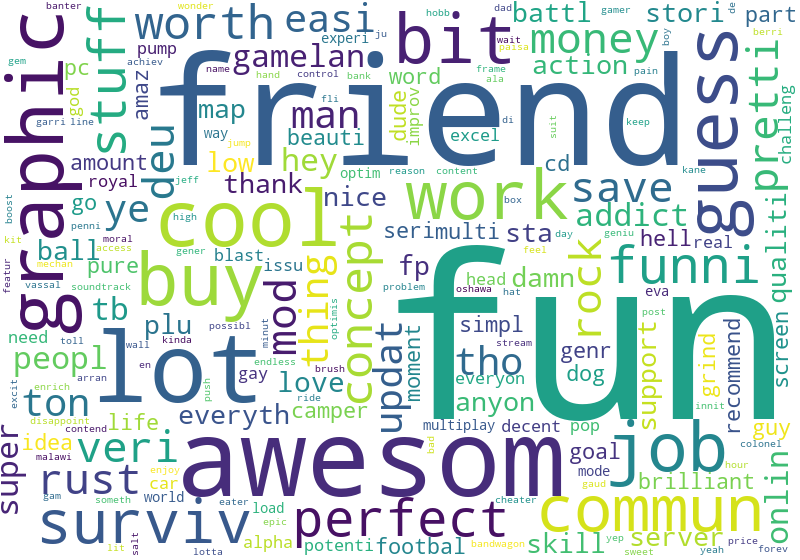 banter
wonder
dad
gamer
de
hobb
ju
worth
easi
battl
stori
part
gem
pump
experi
wait
paisa
berri
stuff
achiev
bit
money
boy
graphic
pc
name
hand
control
bank
gamelan
frame
word
action
pain
god
amaz
friend
ala
guess
pretti
garri
line
map
fli
man
dude
improv
di
suit
challeng
way
beauti
excel
keep
amount
jump
hey
optim
reason
content
kane
deu
low
cd
save
royal
jeff
thank
nice
box
boost
go
ye
cool
work
addict
penni
high
day
geniu
kit
moral
access
gener
serimulti
sta
hell
real
qualiti
featur
ball
blast
issu
concept
feel
mechan
pure
buy
thing
fp
head
damn
funni
vassal
soundtrack
problem
oshawa
hat
eva
rock
tb
plu
mod
possibl
optimis
simpl
post
need
toll
kinda
minut
updat
moment
stream
screen
peopl
wall
endless
tho
genr
support
recommend
excit
en
gay
brush
everyon
dog
grind
arran
lot
love
ride
fun
enrich
push
ton
anyon
innit
disappoint
life
everyth
camper
super
idea
contend
multiplay
decent
pop
guy
colonel
malawi
veri
awesom
bad
goal
job
hour
rust
car
enjoy
mode
gam
someth
world
eater
load
cheater
gaud
brilliant
onlin
surviv
salt
epic
perfect
commun
lit
lotta
alpha
potenti
footbal
bandwagon
skill
yep
sweet
server
yeah
price
forev